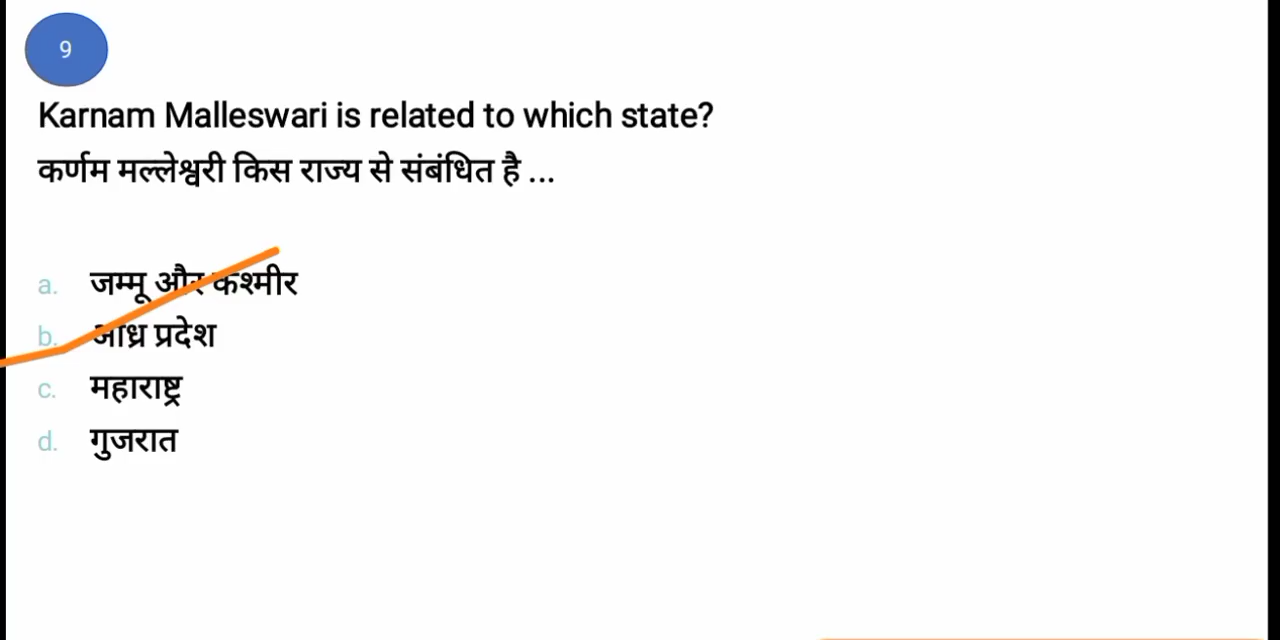 9
Karnam Malleswari is related to which state?
कर्णम मल्लेश्वरी किस राज्य से संबंधित है ...
a. जम्मू और कश्मीर
b. आंध्र प्रदेश
c. महाराष्ट्र
d. गुजरात